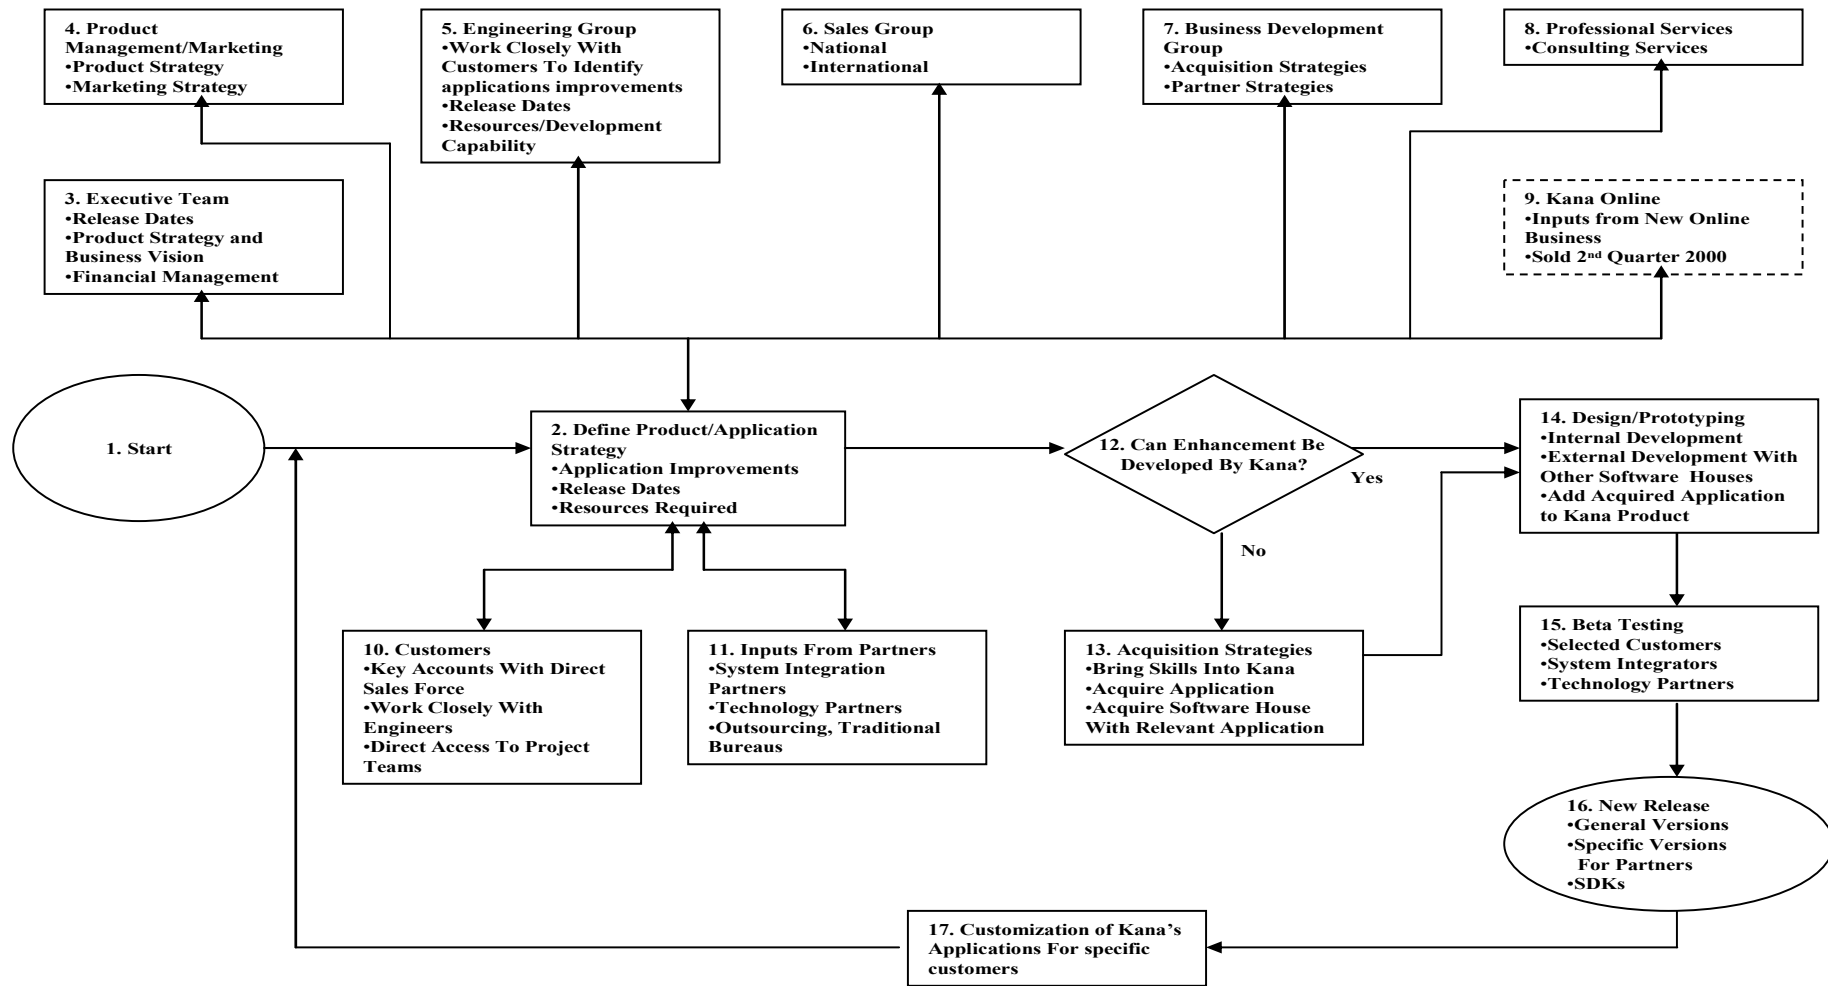 4. Product
Management/Marketing
•Product Strategy
•Marketing Strategy
5. Engineering Group
•Work Closely With
Customers To Identify
applications improvements
•Release Dates
•Resources/Development
Capability
6. Sales Group
•National
•International
7. Business Development
Group
•Acquisition Strategies
•Partner Strategies
8. Professional Services
•Consulting Services
3. Executive Team
•Release Dates
•Product Strategy and
Business Vision
•Financial Management
9. Kana Online
•Inputs from New Online
Business
•Sold 2nd Quarter 2000
1. Start
2. Define Product/Application
Strategy
•Application Improvements
•Release Dates
•Resources Required
12. Can Enhancement Be
Developed By Kana?
Yes
No
14. Design/Prototyping
•Internal Development
•External Development With
Other Software Houses
•Add Acquired Application
to Kana Product
10. Customers
•Key Accounts With Direct
Sales Force
•Work Closely With
Engineers
•Direct Access To Project
Teams
11. Inputs From Partners
•System Integration
Partners
•Technology Partners
•Outsourcing, Traditional
Bureaus
13. Acquisition Strategies
•Bring Skills Into Kana
•Acquire Application
•Acquire Software House
With Relevant Application
15. Beta Testing
•Selected Customers
•System Integrators
•Technology Partners
16. New Release
•General Versions
•Specific Versions
For Partners
•SDKs
17. Customization of Kana’s
Applications For specific
customers